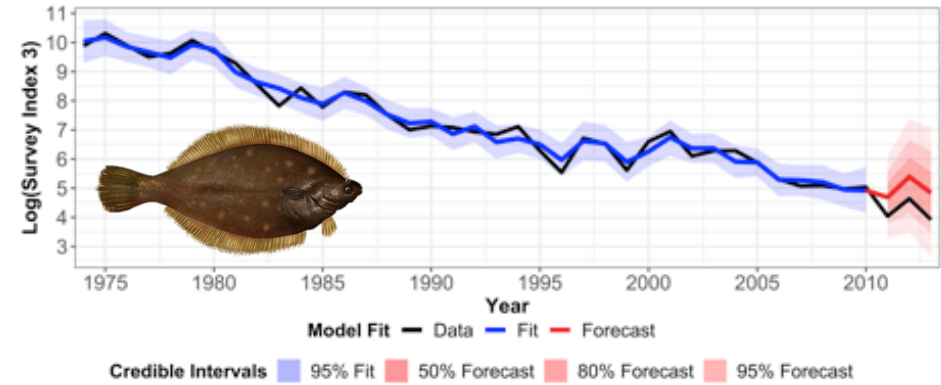 11
10
9
8
7
6
5
4
3
Log(Survey Index 3)
1975 1980 1985 1990 1995 2000 2005 2010
Year
Model Fit Data Fit Forecast
Credible Intervals 95% Fit 50% Forecast 80% Forecast 95% Forecast